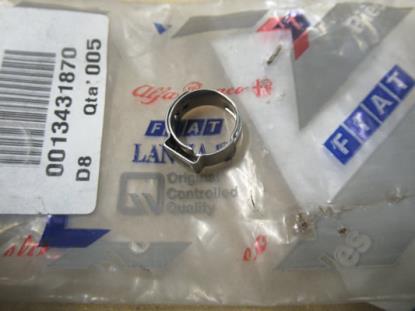 0013431870
D8 Qta' 005
Alfa Romeo
FIAT
LANCIA
Original
Controlled
Quality
FIAT